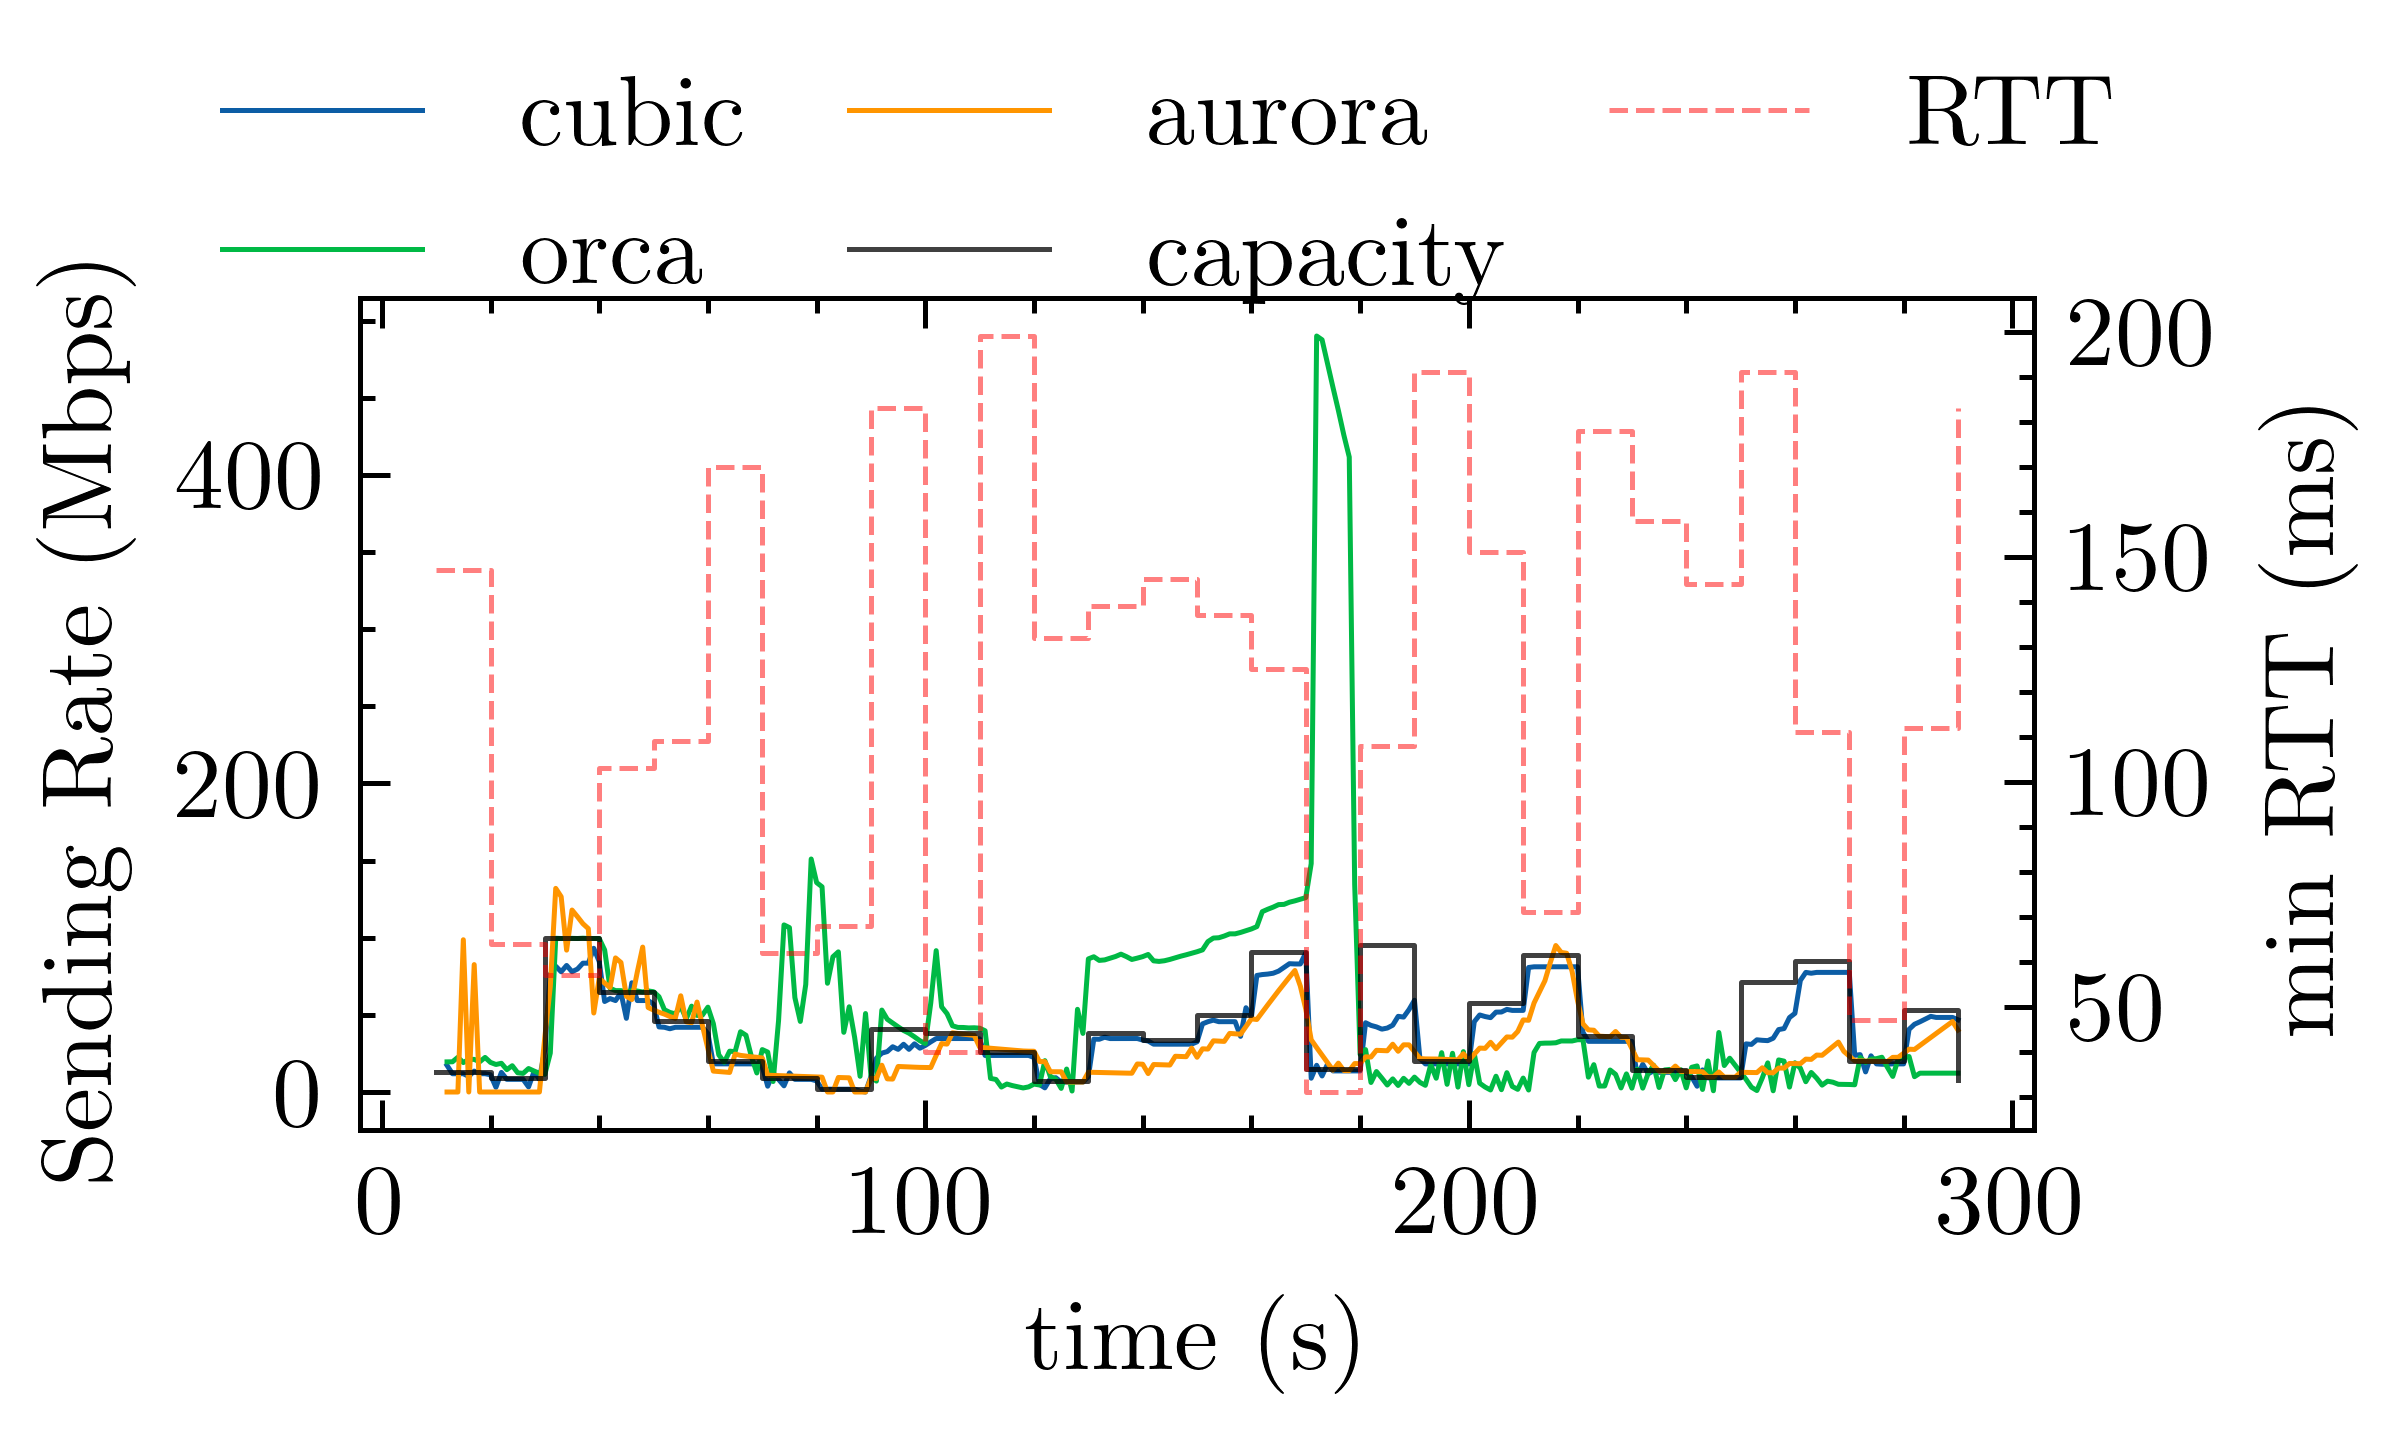 cubic
aurora
RTT
orca
capacity
Sending Rate (Mbps)
400
200
0
200
150
100
50
min RTT (ms)
0
100
200
300
time (s)